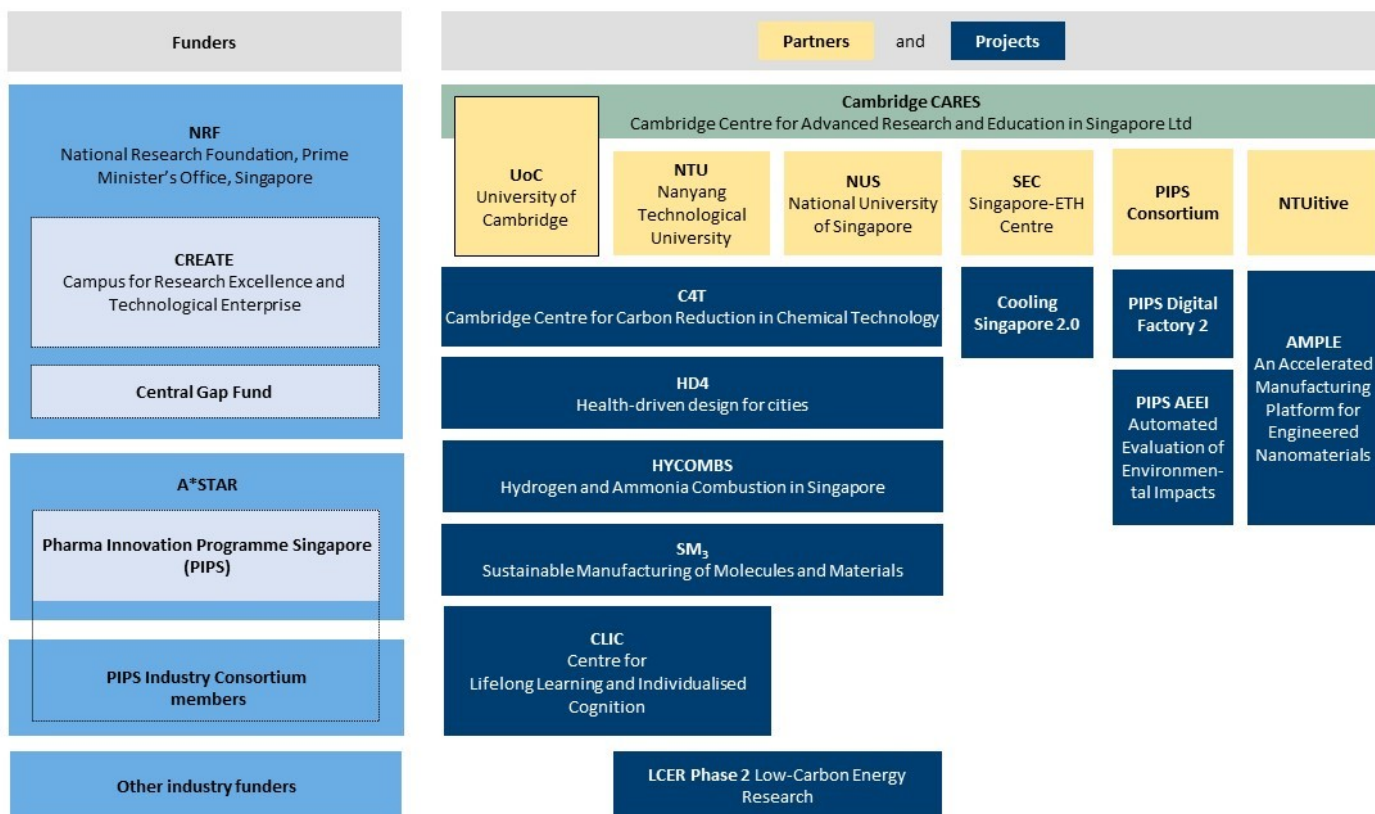 Funders
Partners and Projects
NRF
National Research Foundation, Prime
Minister’s Office, Singapore
CREATE
Campus for Research Excellence and
Technological Enterprise
Central Gap Fund
A*STAR
Pharma Innovation Programme Singapore
(PIPS)
PIPS Industry Consortium
members
Other industry funders
Cambridge CARES
Cambridge Centre for Advanced Research and Education in Singapore Ltd
UoC
University of
Cambridge
NTU
Nanyang
Technological
University
NUS
National University
of Singapore
SEC
Singapore-ETH
Centre
PIPS
Consortium
NTUitive
C4T
Cambridge Centre for Carbon Reduction in Chemical Technology
Cooling
Singapore 2.0
PIPS Digital
Factory 2
AMPLE
An Accelerated
Manufacturing
Platform for
Engineered
Nanomaterials
HD4
Health-driven design for cities
PIPS AEEI
Automated
Evaluation of
Environmen-
tal Impacts
HYCOMBS
Hydrogen and Ammonia Combustion in Singapore
SM₃
Sustainable Manufacturing of Molecules and Materials
CLIC
Centre for
Lifelong Learning and Individualised
Cognition
LCER Phase 2 Low-Carbon Energy
Research